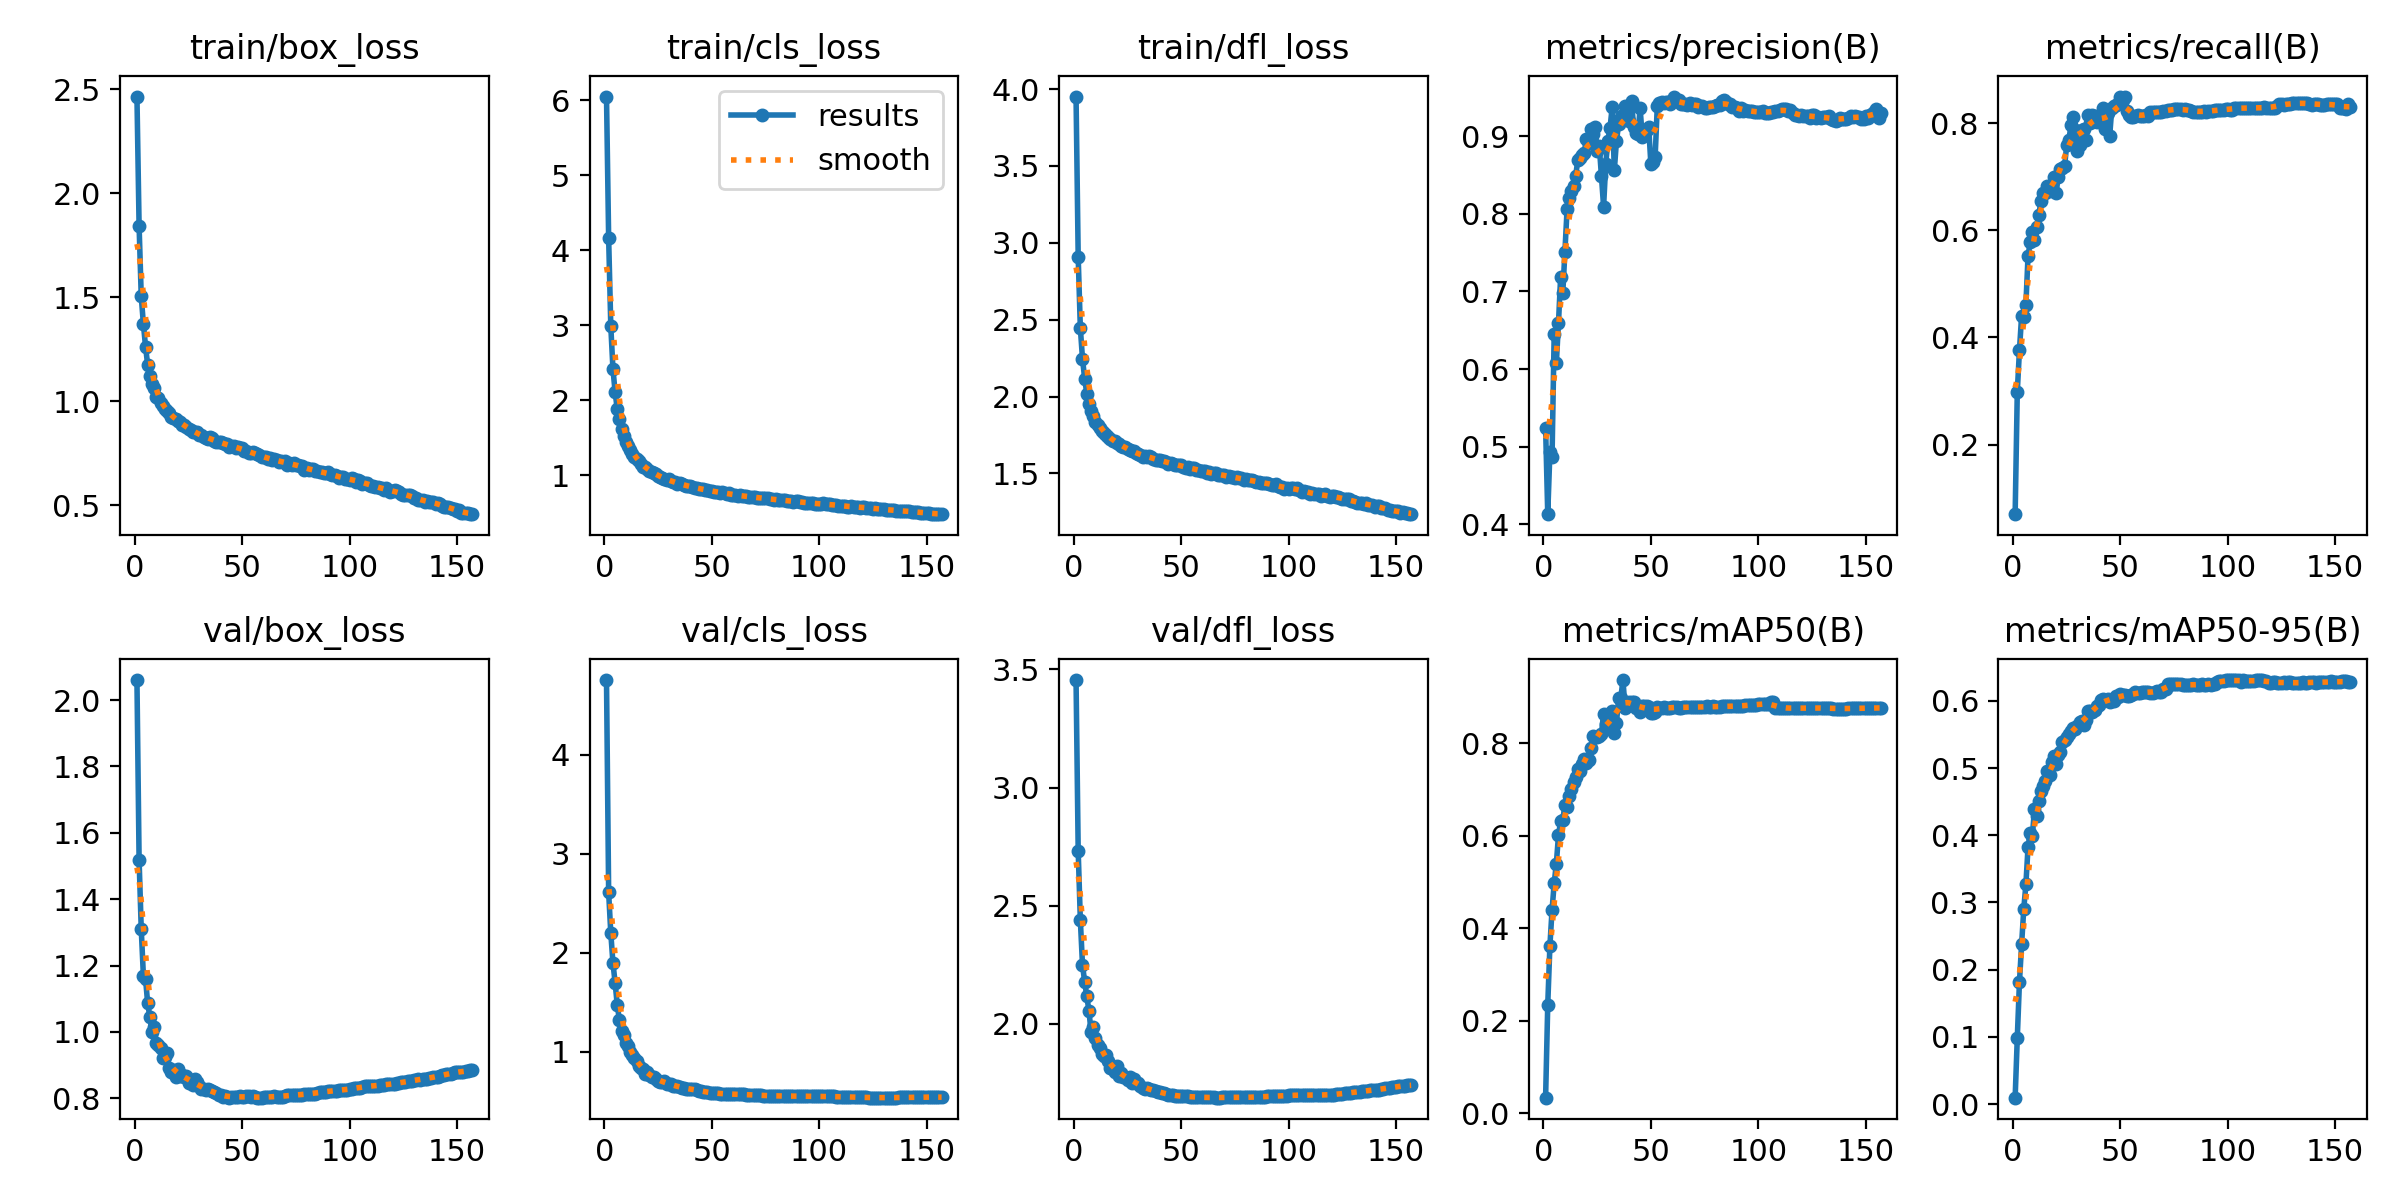 train/box_loss
2.5
2.0
1.5
1.0
0.5
0 50 100 150
train/cls_loss
results
smooth
6
5
4
3
2
1
0 50 100 150
train/dfl_loss
4.0
3.5
3.0
2.5
2.0
1.5
0 50 100 150
metrics/precision(B)
0.9
0.8
0.7
0.6
0.5
0.4
0 50 100 150
metrics/recall(B)
0.8
0.6
0.4
0.2
0 50 100 150
val/box_loss
2.0
1.8
1.6
1.4
1.2
1.0
0.8
0 50 100 150
val/cls_loss
4
3
2
1
0 50 100 150
val/dfl_loss
3.5
3.0
2.5
2.0
0 50 100 150
metrics/mAP50(B)
0.8
0.6
0.4
0.2
0.0
0 50 100 150
metrics/mAP50-95(B)
0.6
0.5
0.4
0.3
0.2
0.1
0.0
0 50 100 150